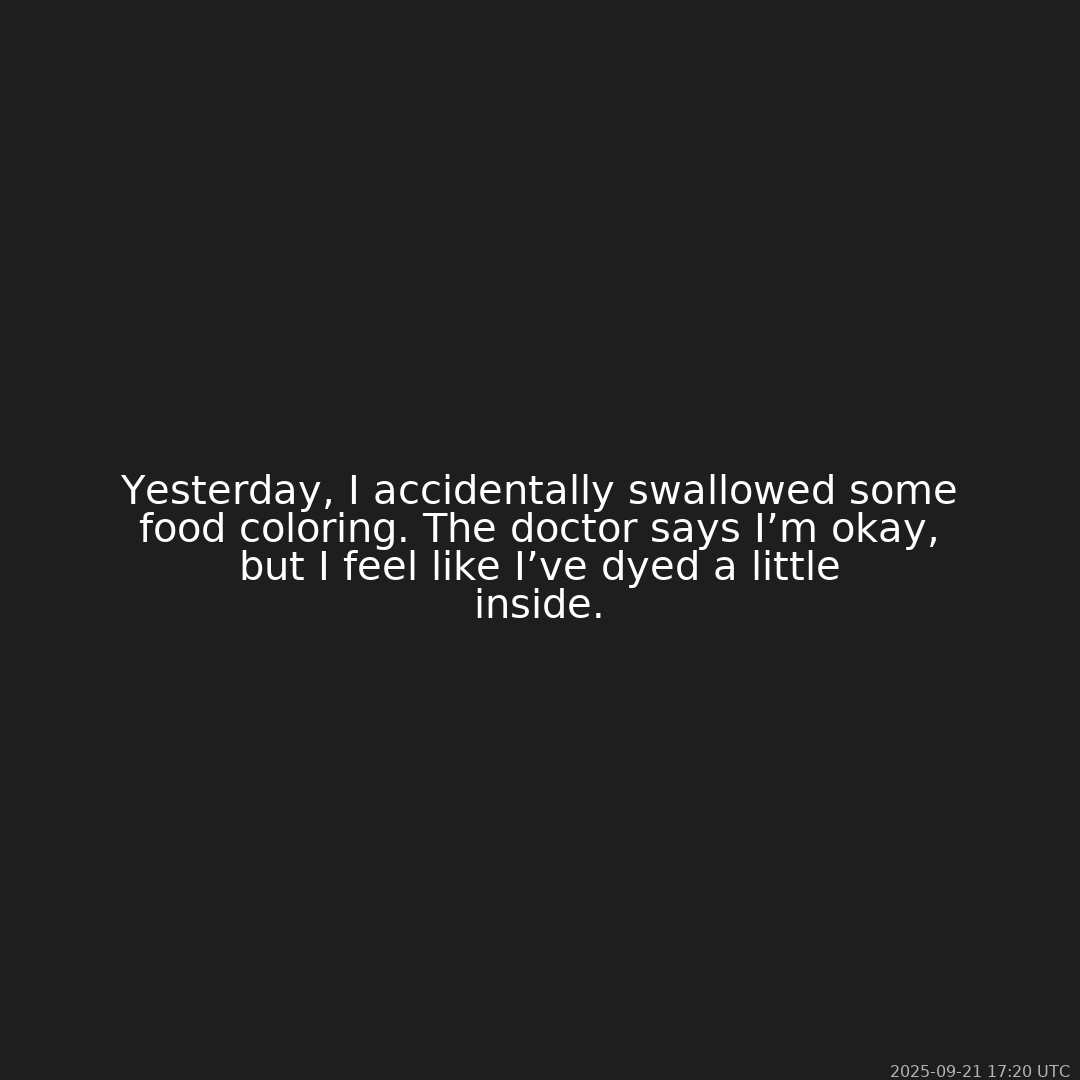 Yesterday, I accidentally swallowed some
food coloring. The doctor says I’m okay,
but I feel like I’ve dyed a little
inside.
2025-09-21 17:20 UTC